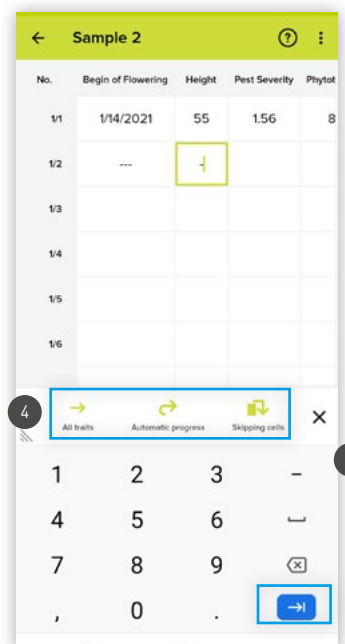 Sample 2
No. Begin of Flowering Height Pest Severity Phytot
1/1 1/14/2021 55 1.56 8
1/2 --- -
1/3
1/4
1/5
1/6
4
All traits Automatic progress Skipping cells
1 2 3 –
4 5 6
7 8 9
, 0 .